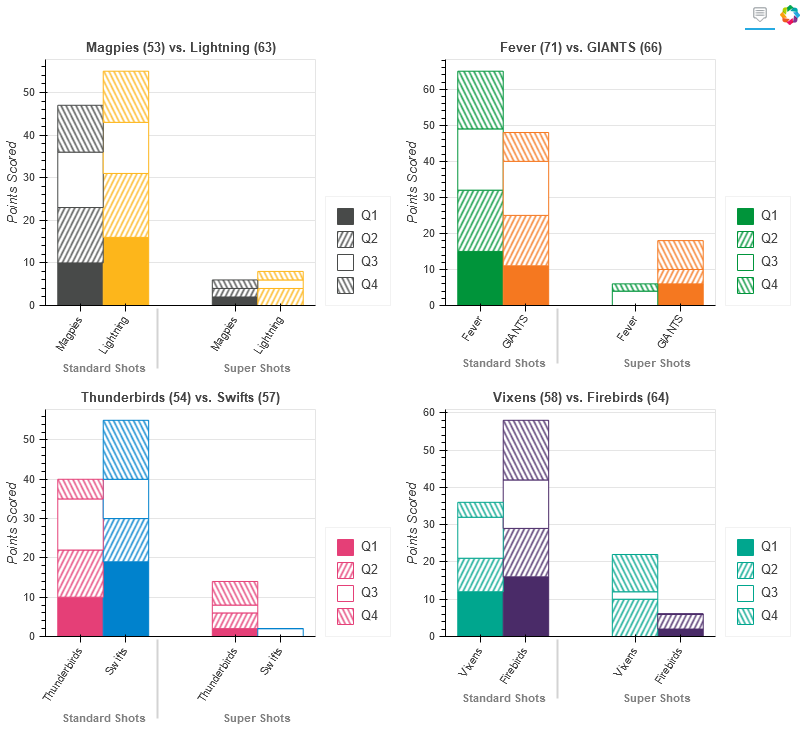 Magpies (53) vs. Lightning (63)
Points Scored
50
40
30
20
10
0
Magpies
Lightning
Magpies
Lightning
Standard Shots
Super Shots
Q1
Q2
Q3
Q4
Fever (71) vs. GIANTS (66)
Points Scored
60
50
40
30
20
10
0
Fever
GIANTS
Fever
GIANTS
Standard Shots
Super Shots
Q1
Q2
Q3
Q4
Thunderbirds (54) vs. Swifts (57)
Points Scored
50
40
30
20
10
0
Thunderbirds
Swifts
Thunderbirds
Swifts
Standard Shots
Super Shots
Q1
Q2
Q3
Q4
Vixens (58) vs. Firebirds (64)
Points Scored
60
50
40
30
20
10
0
Vixens
Firebirds
Vixens
Firebirds
Standard Shots
Super Shots
Q1
Q2
Q3
Q4